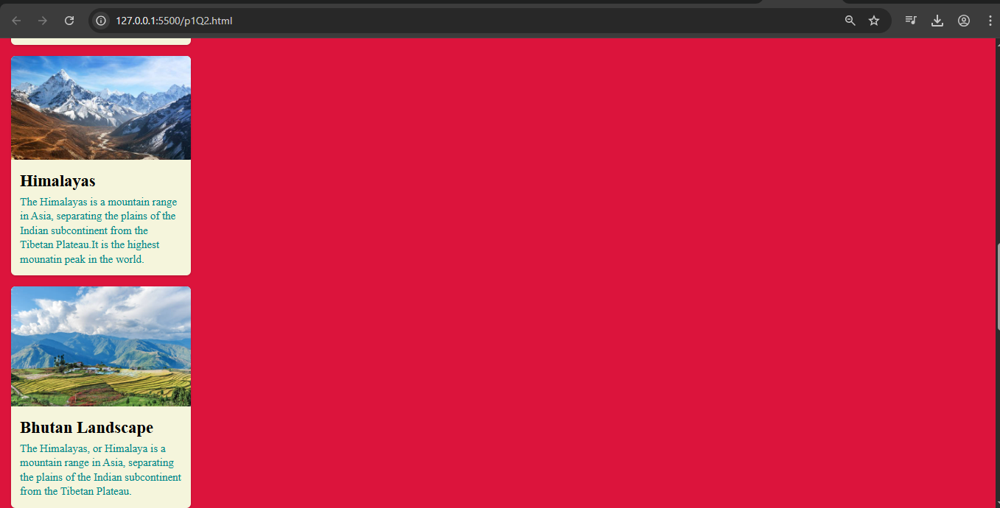 127.0.0.1:5500/p1Q2.html
Himalayas
The Himalayas is a mountain range
in Asia, separating the plains of the
Indian subcontinent from the
Tibetan Plateau.It is the highest
mounatin peak in the world.
Bhutan Landscape
The Himalayas, or Himalaya is a
mountain range in Asia, separating
the plains of the Indian subcontinent
from the Tibetan Plateau.